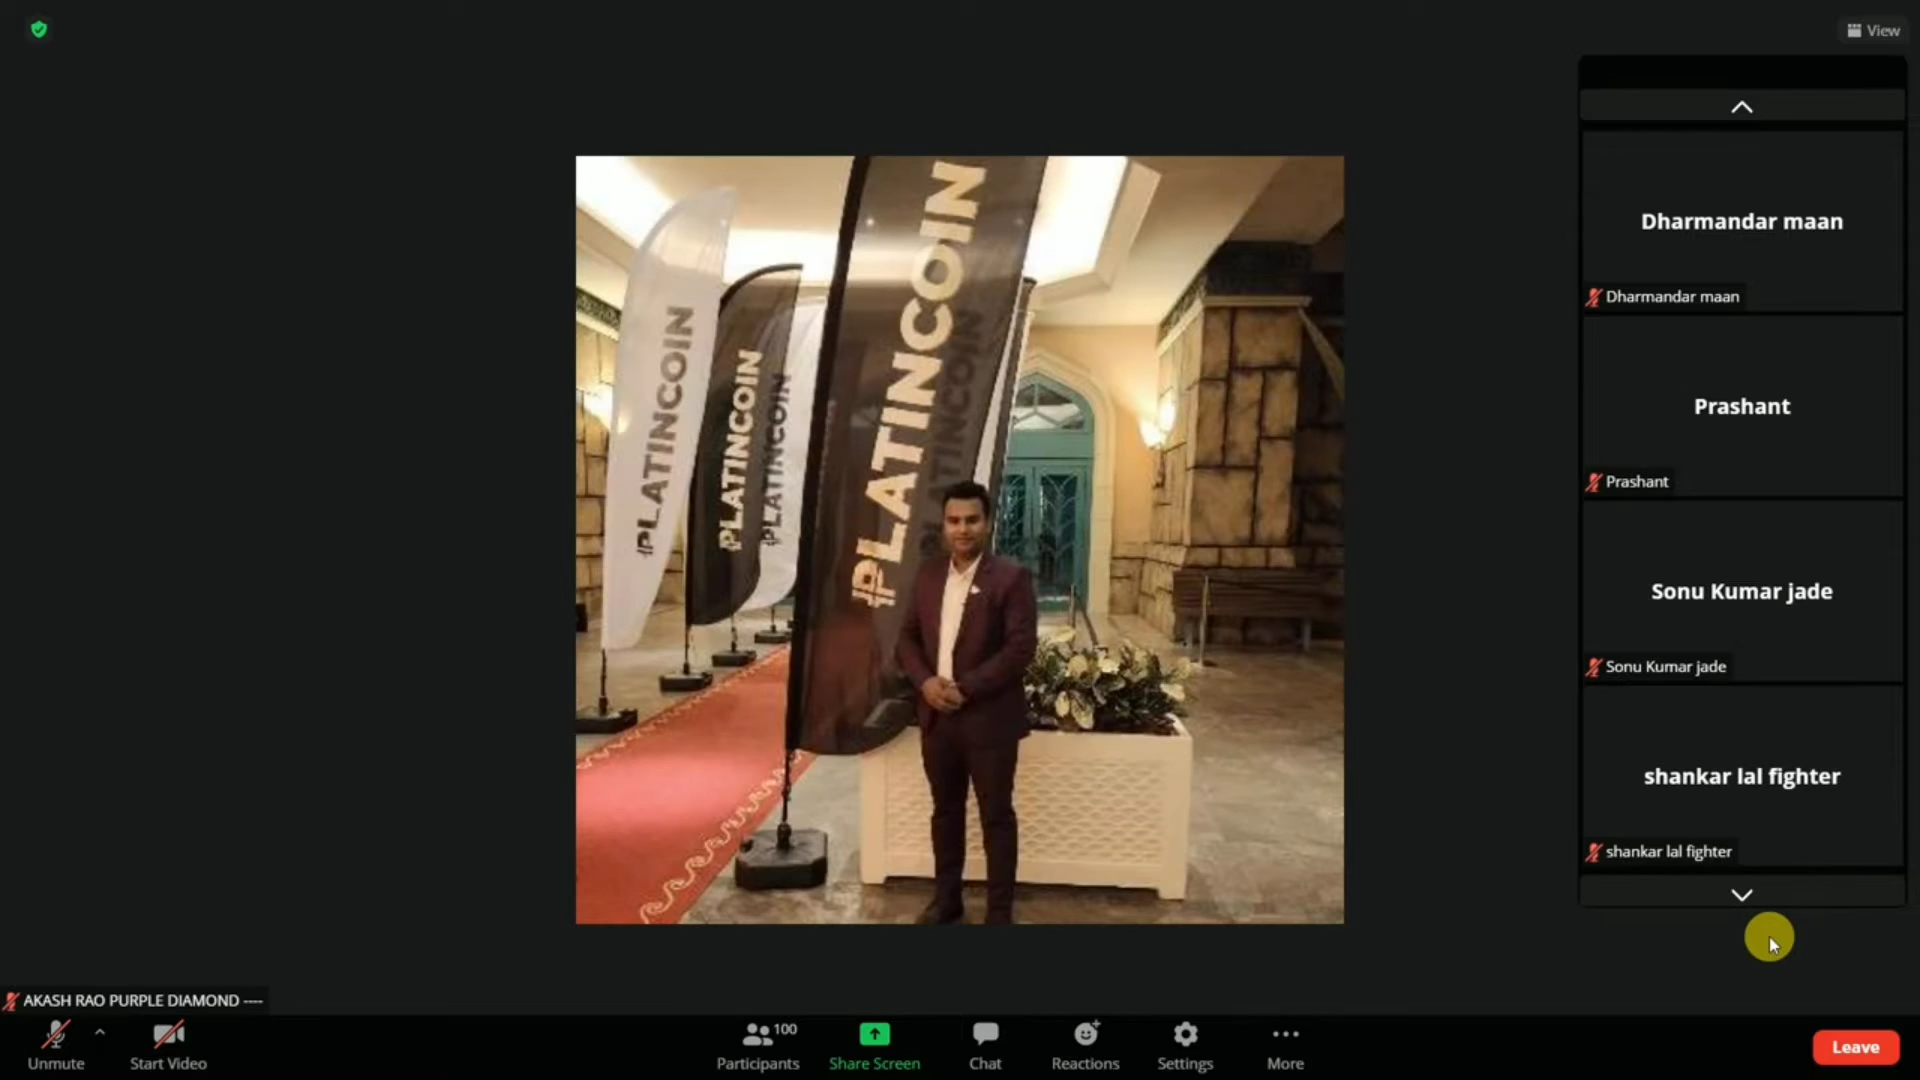 View
Dharmandar maan
Dharmandar maan
Prashant
Prashant
Sonu Kumar jade
Sonu Kumar jade
shankar lal fighter
shankar lal fighter
PLATINCOIN
PLATINCOIN
PLATINCOIN
PLATINCOIN
PLATINCOIN
AKASH RAO PURPLE DIAMOND ----
Unmute
Start Video
Participants 100
Share Screen
Chat
Reactions
Settings
More
Leave